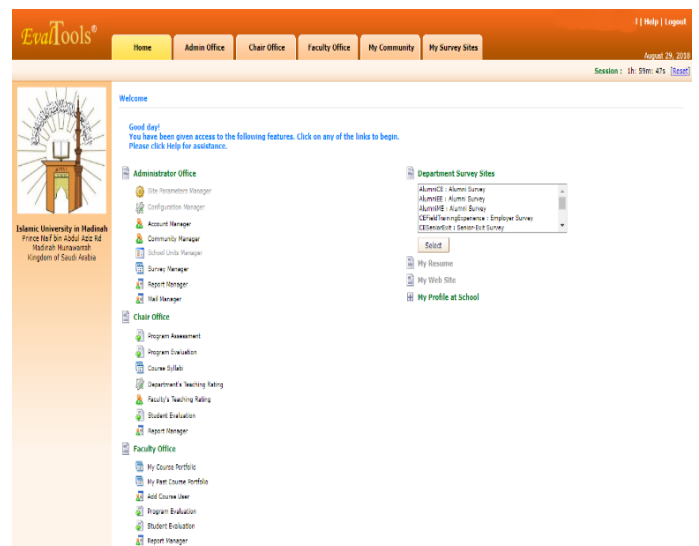 EvalTools®
| Help | Logout
Home
Admin Office
Chair Office
Faculty Office
My Community
My Survey Sites
August 29, 2018
Session : 1h: 59m: 47s [Reset]
Islamic University in Madinah
Prince Naif bin Abdul Aziz Rd
Madinah Munawarah
Kingdom of Saudi Arabia
Welcome
Good day!
You have been given access to the following features. Click on any of the links to begin.
Please click Help for assistance.
Administrator Office
Site Parameters Manager
Configuration Manager
Account Manager
Community Manager
School Units Manager
Survey Manager
Report Manager
Mail Manager
Chair Office
Program Assessment
Program Evaluation
Course Syllabi
Department's Teaching Rating
Faculty's Teaching Rating
Student Evaluation
Report Manager
Faculty Office
My Course Portfolio
My Past Course Portfolio
Add Course User
Program Evaluation
Student Evaluation
Report Manager
Department Survey Sites
AlumniCE : Alumni Survey
AlumniEE : Alumni Survey
AlumniME : Alumni Survey
CEFieldTrainingExperience : Employer Survey
CESeniorExit : Senior-Exit Survey
Select
My Resume
My Web Site
My Profile at School